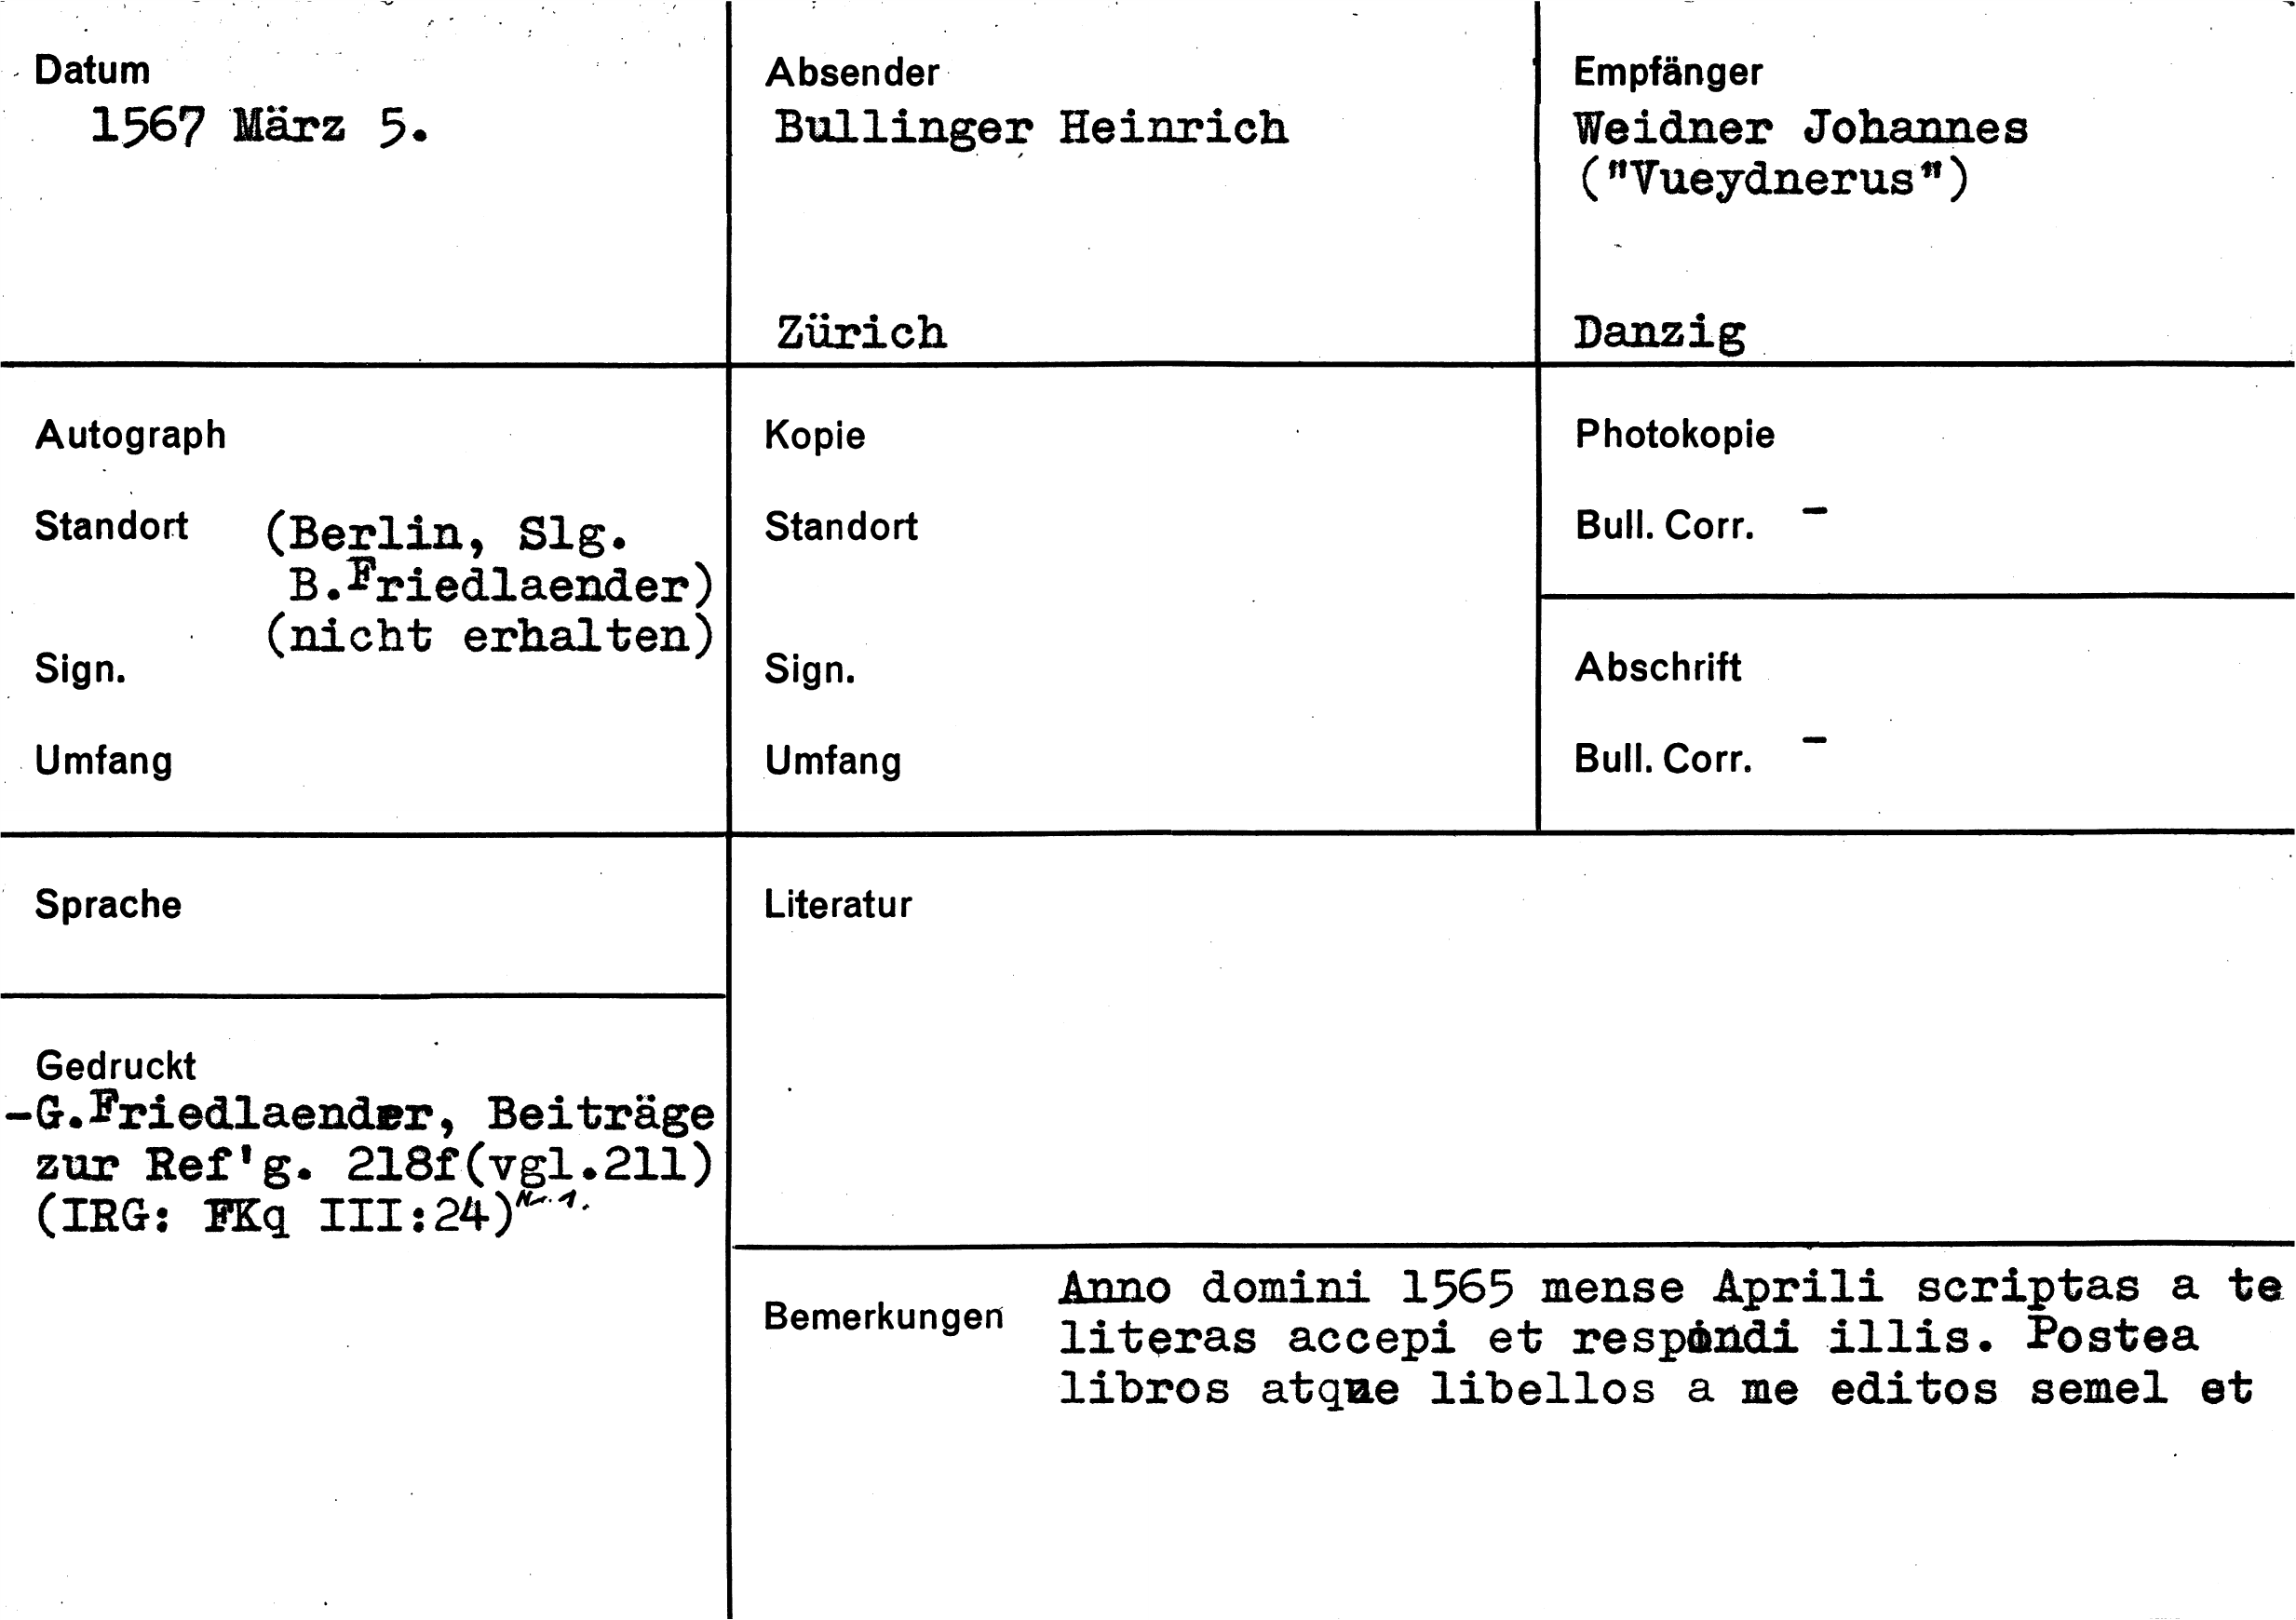 Datum
1567 März 5.
Absender
Bullinger Heinrich
Zürich
Empfänger
Weidner Johannes
("Vueydnerus")
Danzig
Autograph
Standort (Berlin, Slg.
B.Friedlaender)
(nicht erhalten)
Sign.
Umfang
Kopie
Standort
Sign.
Umfang
Photokopie
Bull. Corr. -
Abschrift
Bull. Corr. -
Sprache
Gedruckt
-G.Friedlaender, Beiträge
zur Ref'g. 218f(vgl.211)
(IRG: FKq III:24) Nr. 1.
Literatur
Bemerkungen
Anno domini 1565 mense Aprili scriptas a te
literas accepi et respondi illis. Postea
libros atque libellos a me editos semel et